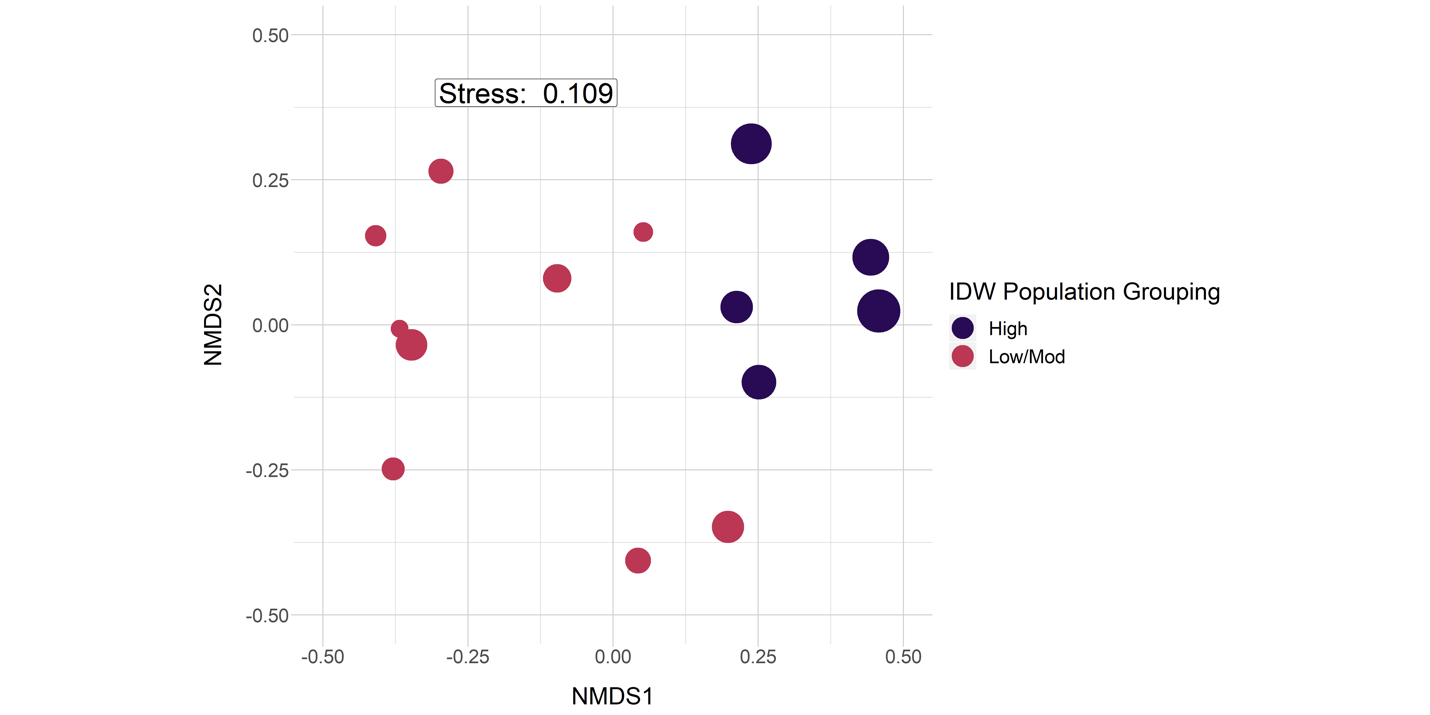 0.50
Stress: 0.109
0.25
0.00
-0.25
-0.50
NMDS2
-0.50 -0.25 0.00 0.25 0.50
NMDS1
IDW Population Grouping
High
Low/Mod